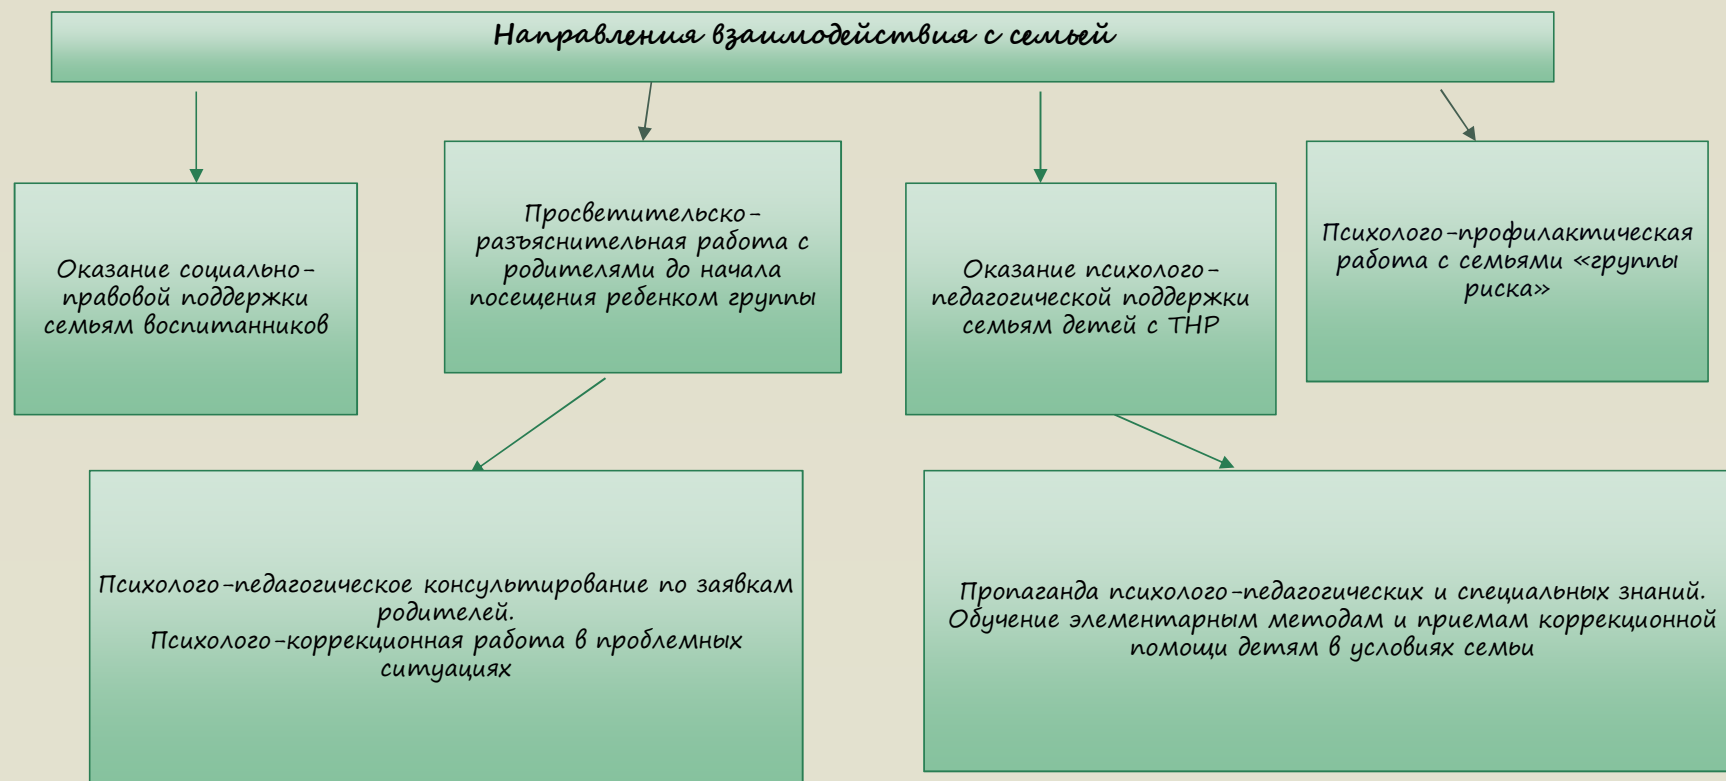 Направления взаимодействия с семьей
Оказание социально-
правовой поддержки
семьям воспитанников
Просветительско-
разъяснительная работа с
родителями до начала
посещения ребенком группы
Оказание психолого-
педагогической поддержки
семьям детей с ТНР
Психолого-профилактическая
работа с семьями «группы
риска»
Психолого-педагогическое консультирование по заявкам
родителей.
Психолого-коррекционная работа в проблемных
ситуациях
Пропаганда психолого-педагогических и специальных знаний.
Обучение элементарным методам и приемам коррекционной
помощи детям в условиях семьи